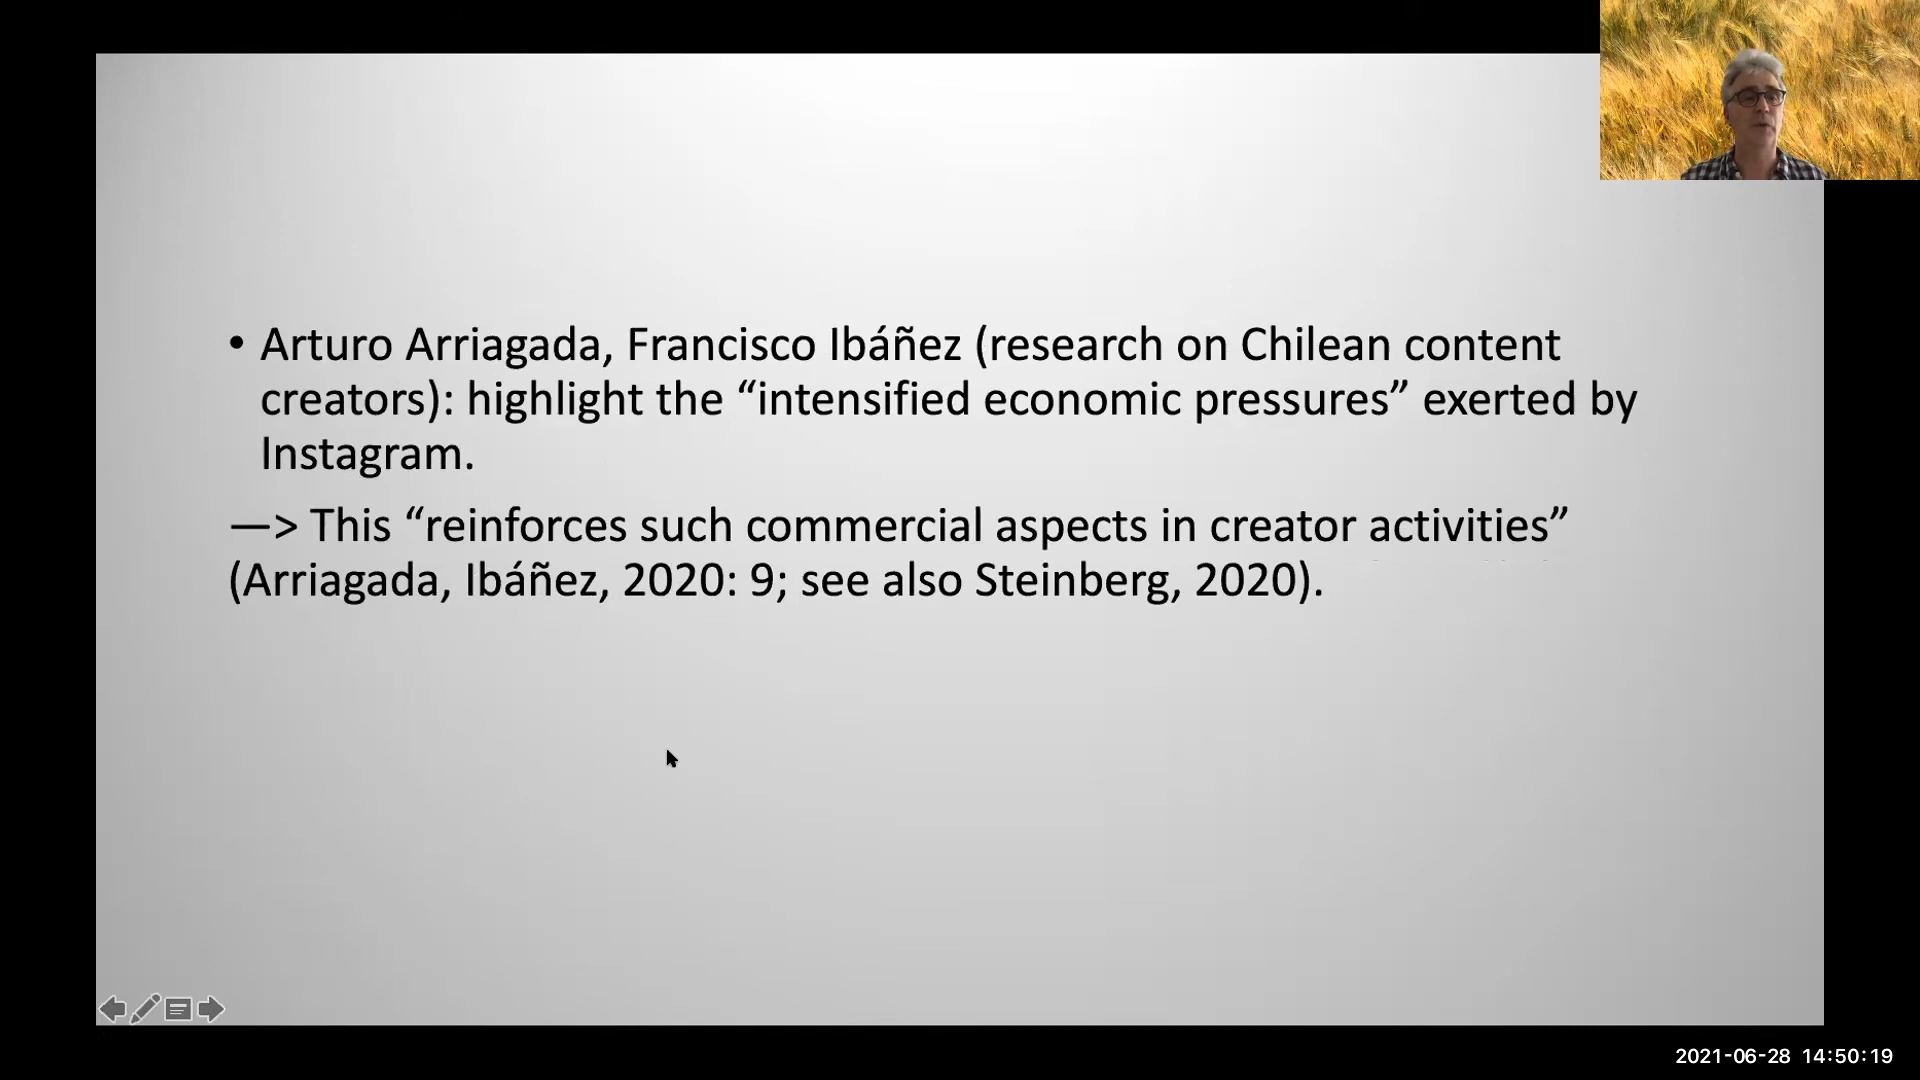 • Arturo Arriagada, Francisco Ibáñez (research on Chilean content
creators): highlight the “intensified economic pressures” exerted by
Instagram.
—> This “reinforces such commercial aspects in creator activities”
(Arriagada, Ibáñez, 2020: 9; see also Steinberg, 2020).
2021-06-28 14:50:19